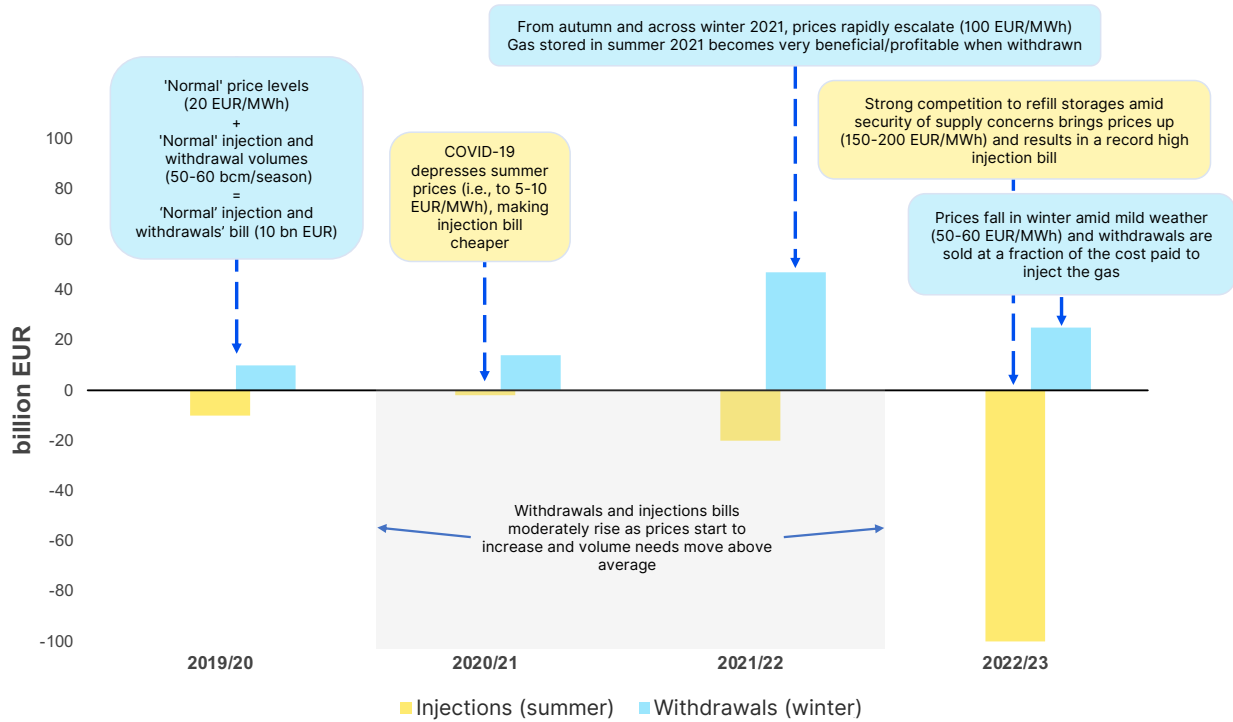 From autumn and across winter 2021, prices rapidly escalate (100 EUR/MWh)
Gas stored in summer 2021 becomes very beneficial/profitable when withdrawn
'Normal' price levels
(20 EUR/MWh)
+
'Normal' injection and
withdrawal volumes
(50-60 bcm/season)
=
‘Normal’ injection and
withdrawals’ bill (10 bn EUR)
COVID-19
depresses summer
prices (i.e., to 5-10
EUR/MWh), making
injection bill
cheaper
Strong competition to refill storages amid
security of supply concerns brings prices up
(150-200 EUR/MWh) and results in a record high
injection bill
Prices fall in winter amid mild weather
(50-60 EUR/MWh) and withdrawals are
sold at a fraction of the cost paid to
inject the gas
billion EUR
100
80
60
40
20
0
-20
-40
-60
-80
-100
Withdrawals and injections bills
moderately rise as prices start to
increase and volume needs move above
average
2019/20
2020/21
2021/22
2022/23
Injections (summer)
Withdrawals (winter)